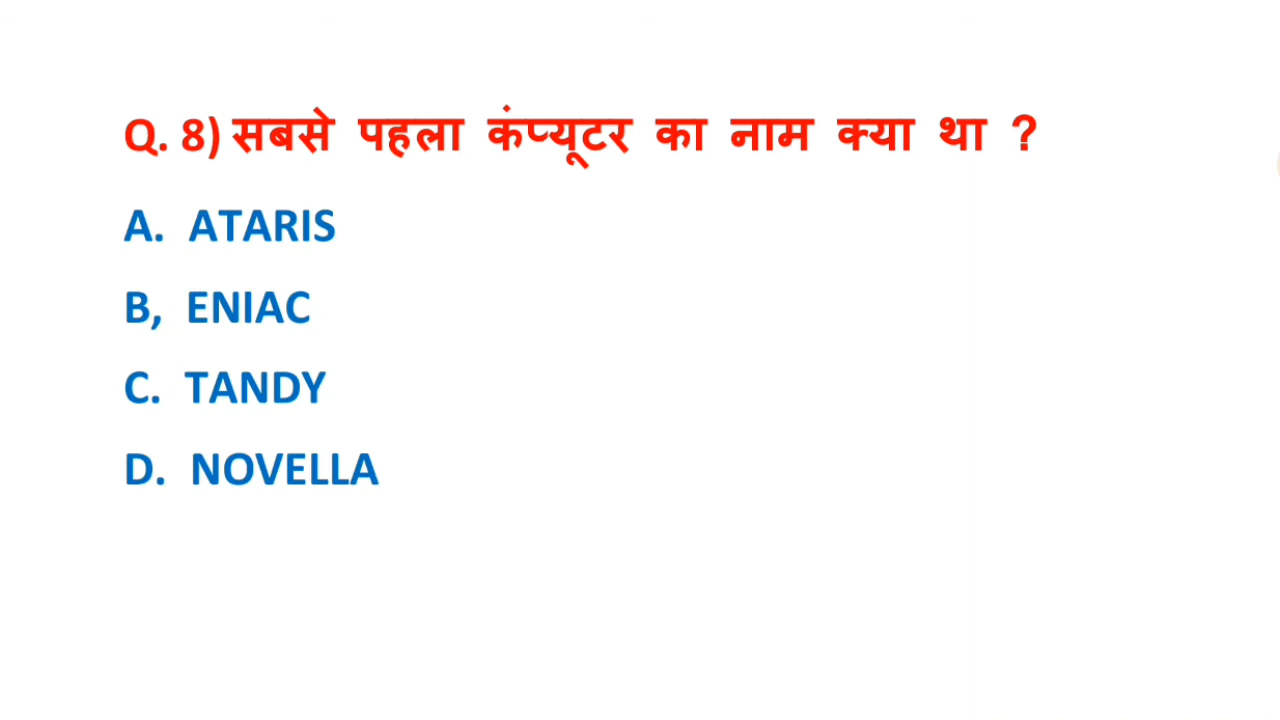 Q. 8) सबसे पहला कंप्यूटर का नाम क्या था ?
A. ATARIS
B, ENIAC
C. TANDY
D. NOVELLA